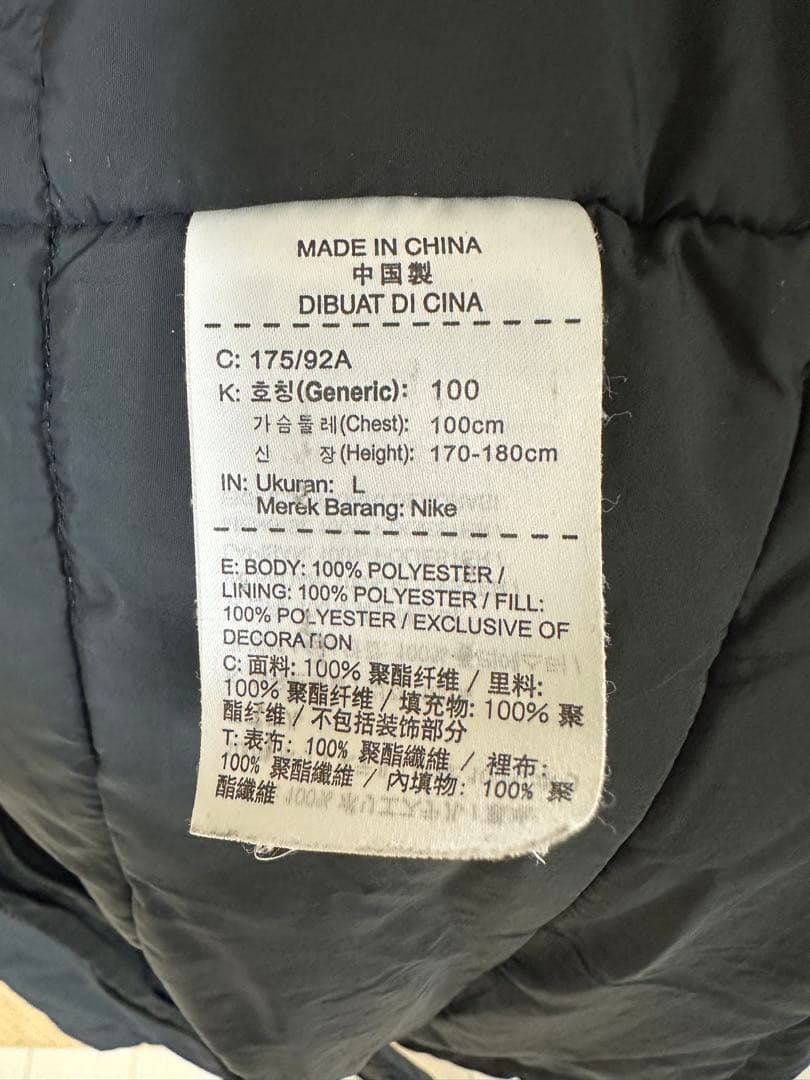 MADE IN CHINA
中国製
DIBUAT DI CINA
C: 175/92A
K: 호칭(Generic): 100
가슴둘레(Chest): 100cm
신 장(Height): 170-180cm
IN: Ukuran: L
Merek Barang: Nike
E: BODY: 100% POLYESTER /
LINING: 100% POLYESTER / FILL:
100% POLYESTER / EXCLUSIVE OF
DECORATION
C: 面料: 100% 聚酯纤维 / 里料:
100% 聚酯纤维 / 填充物: 100% 聚
酯纤维 / 不包括装饰部分
T: 表布: 100% 聚酯纖維 / 裡布:
100% 聚酯纖維 / 內填物: 100% 聚
酯纖維